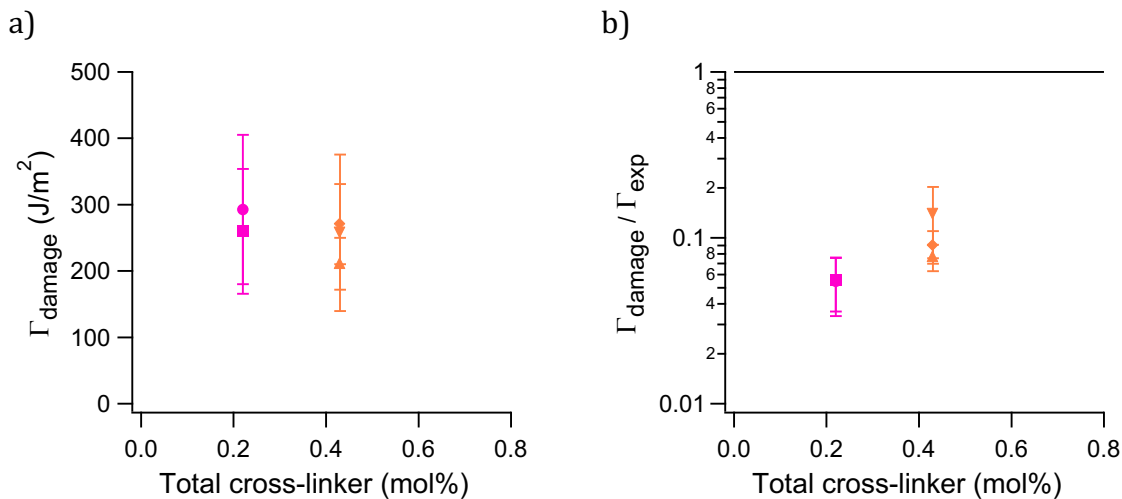 a)
500
400
300
200
100
0
Γdamage (J/m²)
0.0 0.2 0.4 0.6 0.8
Total cross-linker (mol%)
b)
1
8
6
4
2
0.1
8
6
4
2
0.01
Γdamage / Γexp
0.0 0.2 0.4 0.6 0.8
Total cross-linker (mol%)